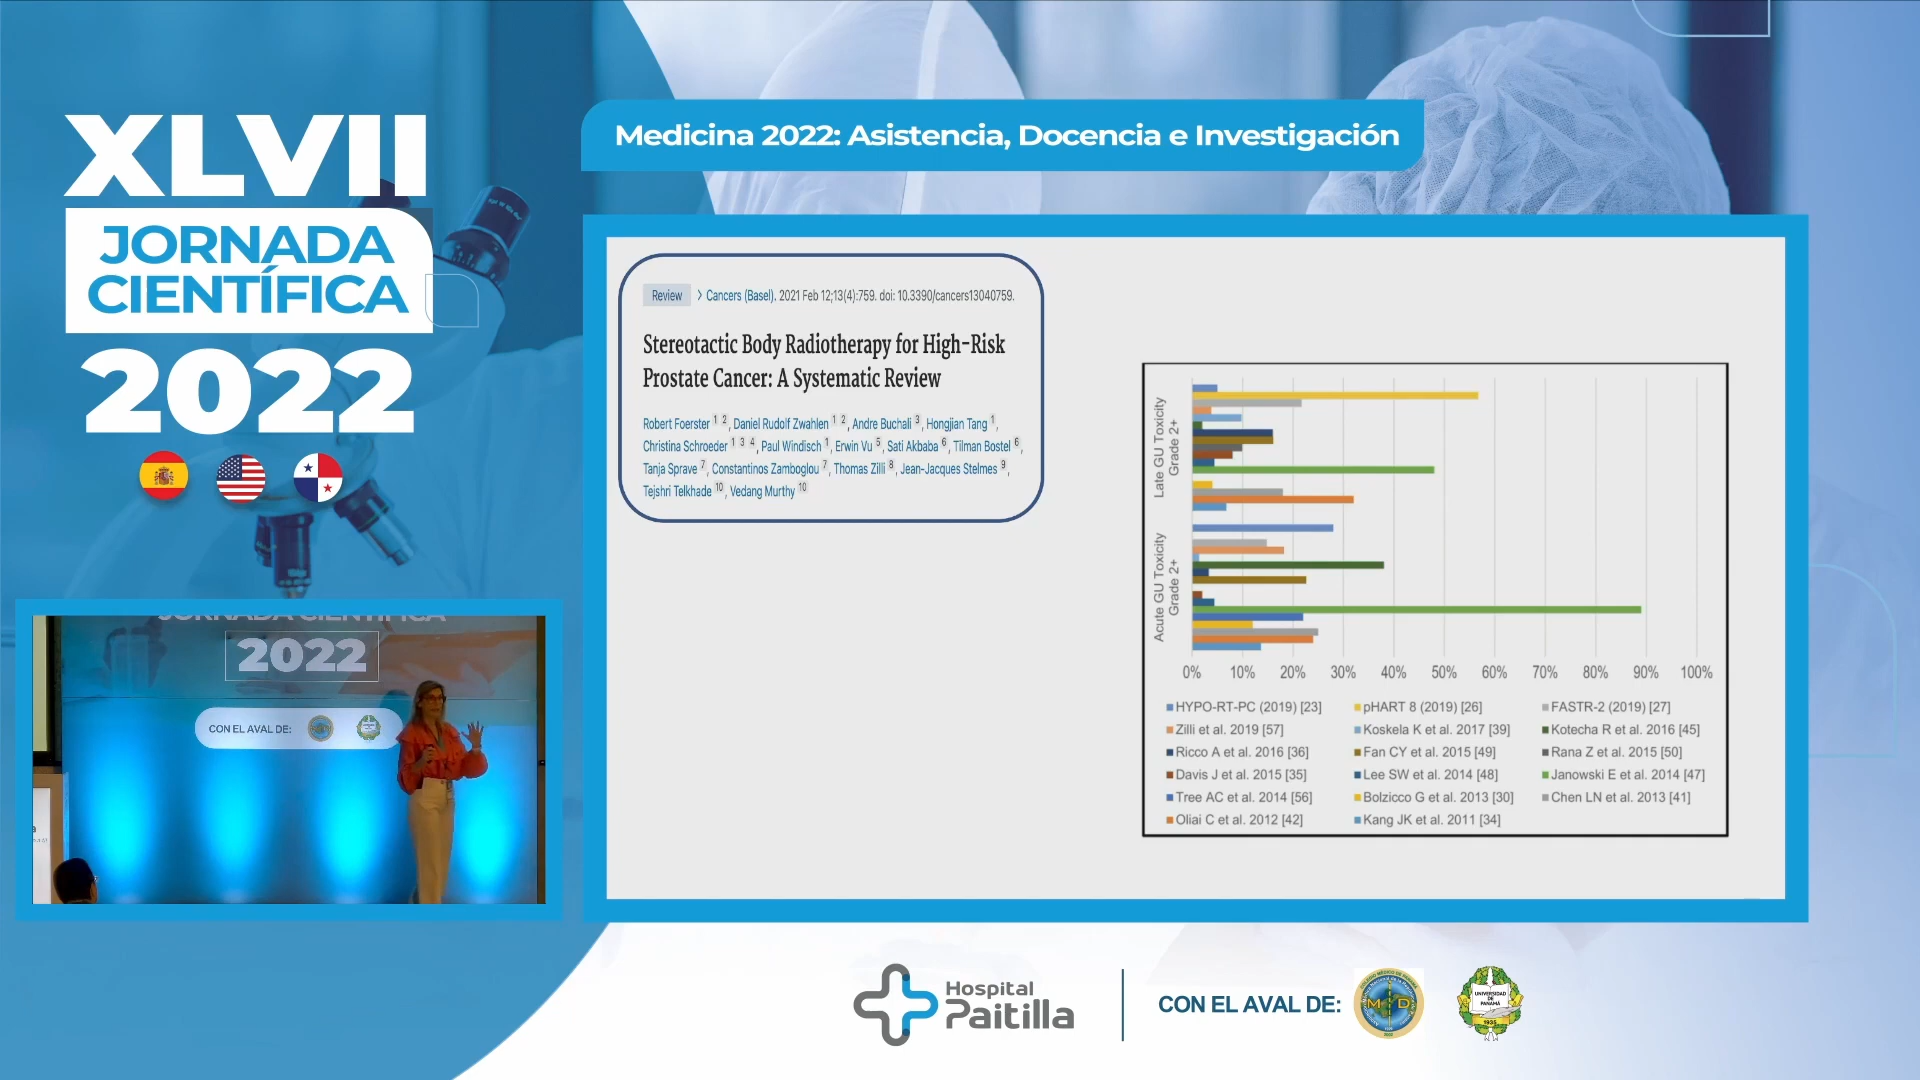 XLVII
JORNADA
CIENTÍFICA
2022
Medicina 2022: Asistencia, Docencia e Investigación
Review > Cancers (Basel). 2021 Feb 12;13(4):759. doi: 10.3390/cancers13040759.
Stereotactic Body Radiotherapy for High-Risk
Prostate Cancer: A Systematic Review
Robert Foerster 1 2, Daniel Rudolf Zwahlen 1 2, Andre Buchali 3, Hongjian Tang 1,
Christina Schroeder 1 3 4, Paul Windisch 1, Erwin Vu 5, Sati Akbaba 6, Tilman Bostel 6,
Tanja Sprave 7, Constantinos Zamboglou 7, Thomas Zilli 8, Jean-Jacques Stelmes 9,
Tejshri Telkhade 10, Vedang Murthy 10
Late GU Toxicity
Grade 2+
Acute GU Toxicity
Grade 2+
0% 10% 20% 30% 40% 50% 60% 70% 80% 90% 100%
HYPO-RT-PC (2019) [23] pHART 8 (2019) [26] FASTR-2 (2019) [27]
Zilli et al. 2019 [57] Koskela K et al. 2017 [39] Kotecha R et al. 2016 [45]
Ricco A et al. 2016 [36] Fan CY et al. 2015 [49] Rana Z et al. 2015 [50]
Davis J et al. 2015 [35] Lee SW et al. 2014 [48] Janowski E et al. 2014 [47]
Tree AC et al. 2014 [56] Bolzicco G et al. 2013 [30] Chen LN et al. 2013 [41]
Oliai C et al. 2012 [42] Kang JK et al. 2011 [34]
JORNADA CIENTÍFICA
2022
CON EL AVAL DE:
Hospital
Paitilla
CON EL AVAL DE:
M D
UNIVERSIDAD
DE
PANAMÁ
1935